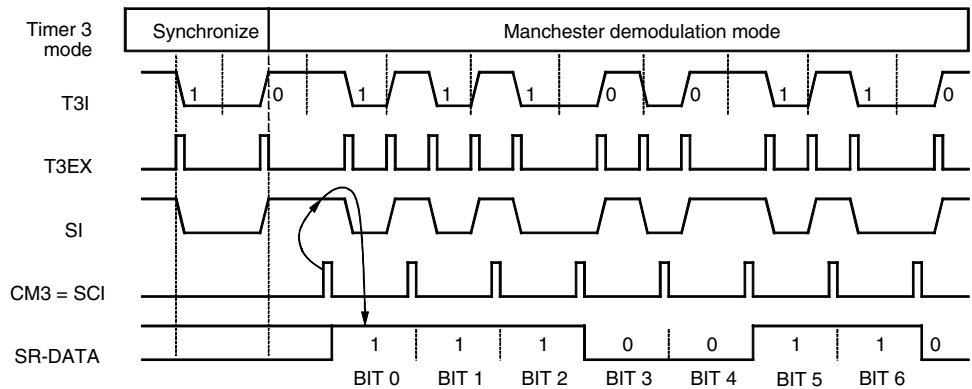 Timer 3
mode
Synchronize
Manchester demodulation mode
T3I
1 0 1 1 1 0 0 1 1 0
T3EX
SI
CM3 = SCI
SR-DATA
1 1 1 0 0 1 1 0
BIT 0 BIT 1 BIT 2 BIT 3 BIT 4 BIT 5 BIT 6